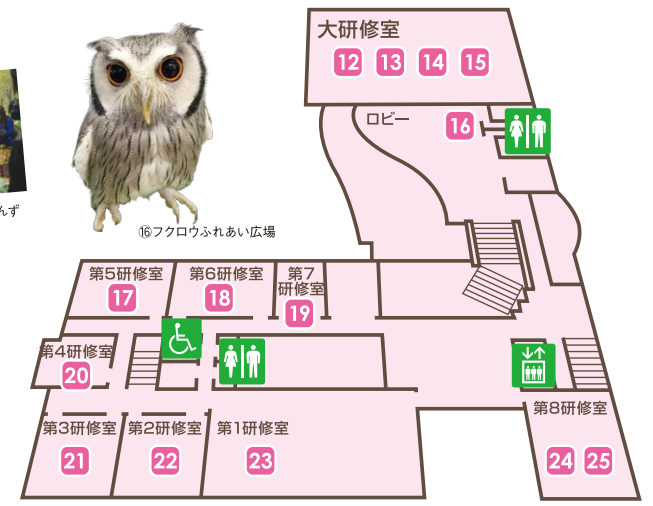 大研修室
12 13 14 15
ロビー
16
んず
⑯フクロウふれあい広場
第5研修室
17
第6研修室
18
第7
研修室
19
第4研修室
20
第3研修室
21
第2研修室
22
第1研修室
23
第8研修室
24 25